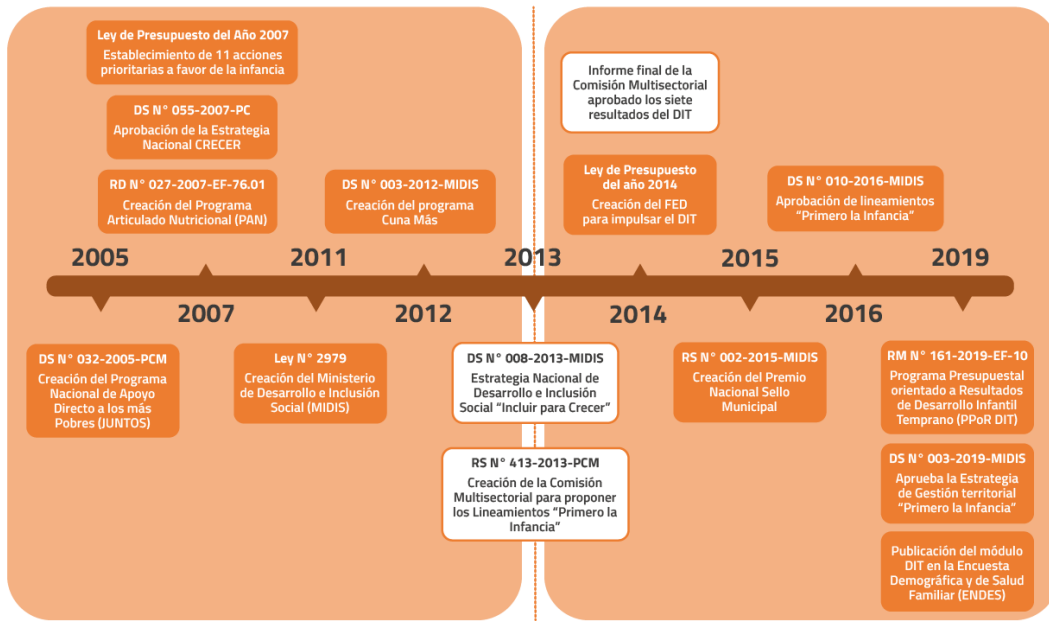 Ley de Presupuesto del Año 2007
Establecimiento de 11 acciones
prioritarias a favor de la infancia
DS N° 055-2007-PC
Aprobación de la Estrategia
Nacional CRECER
RD N° 027-2007-EF-76.01
Creación del Programa
Articulado Nutricional (PAN)
DS N° 003-2012-MIDIS
Creación del programa
Cuna Más
Informe final de la
Comisión Multisectorial
aprobado los siete
resultados del DIT
Ley de Presupuesto
del año 2014
Creación del FED
para impulsar el DIT
DS N° 010-2016-MIDIS
Aprobación de lineamientos
"Primero la Infancia"
2005
2011
2013
2015
2019
2007
2012
2014
2016
DS N° 032-2005-PCM
Creación del Programa
Nacional de Apoyo
Directo a los más
Pobres (JUNTOS)
Ley N° 2979
Creación del Ministerio
de Desarrollo e Inclusión
Social (MIDIS)
DS N° 008-2013-MIDIS
Estrategia Nacional de
Desarrollo e Inclusión
Social "Incluir para Crecer"
RS N° 413-2013-PCM
Creación de la Comisión
Multisectorial para proponer
los Lineamientos "Primero la
Infancia"
RS N° 002-2015-MIDIS
Creación del Premio
Nacional Sello
Municipal
RM N° 161-2019-EF-10
Programa Presupuestal
orientado a Resultados
de Desarrollo Infantil
Temprano (PPoR DIT)
DS N° 003-2019-MIDIS
Aprueba la Estrategia
de Gestión territorial
"Primero la Infancia"
Publicación del módulo
DIT en la Encuesta
Demográfica y de Salud
Familiar (ENDES)